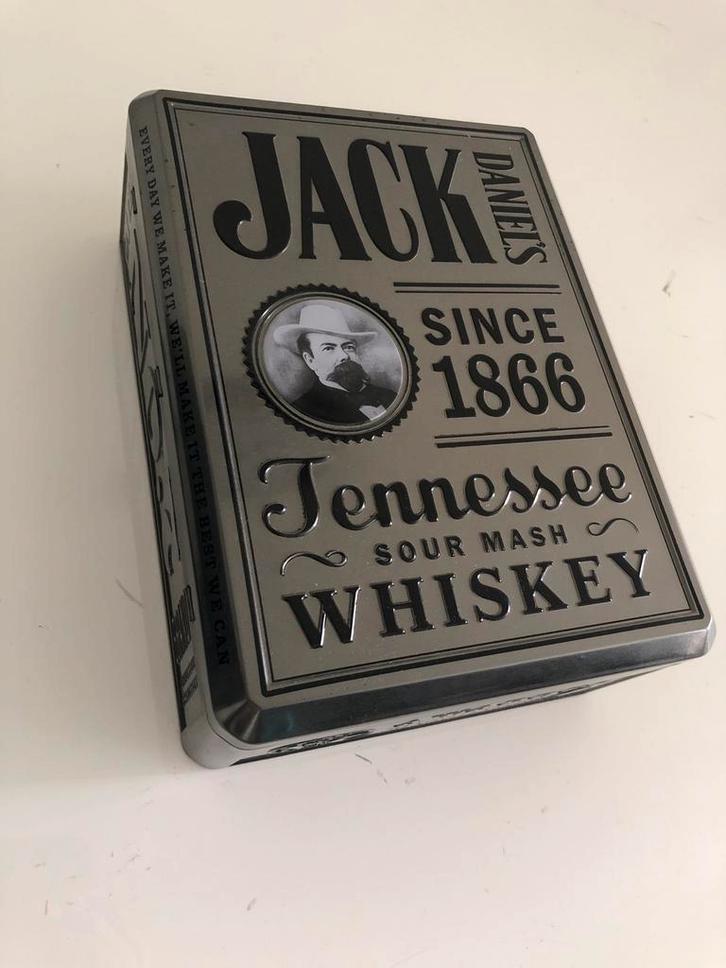 JACK
DANIEL'S
SINCE
1866
Tennessee
SOUR MASH
WHISKEY
EVERY DAY WE MAKE IT, WE'LL MAKE IT THE BEST WE CAN